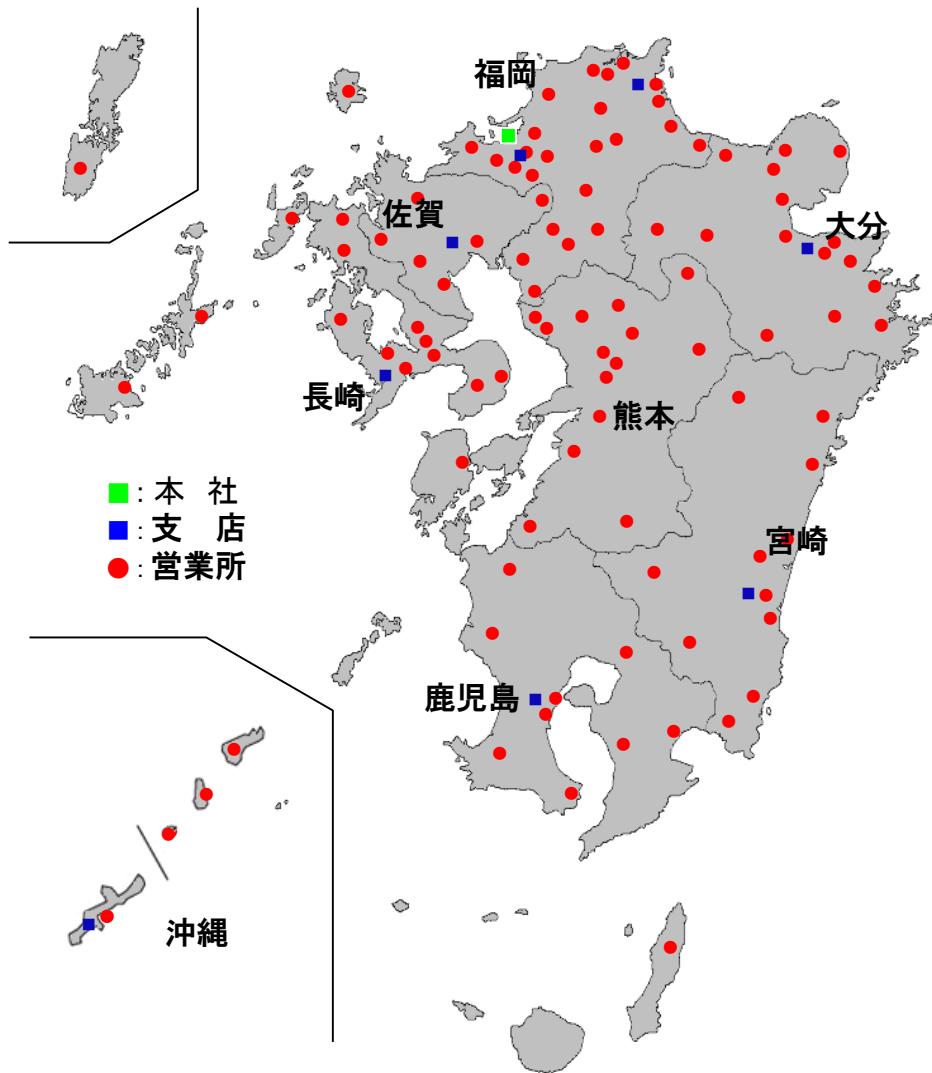 福岡
佐賀
大分
長崎
熊本
: 本 社
: 支 店
: 営業所
宮崎
鹿児島
沖縄